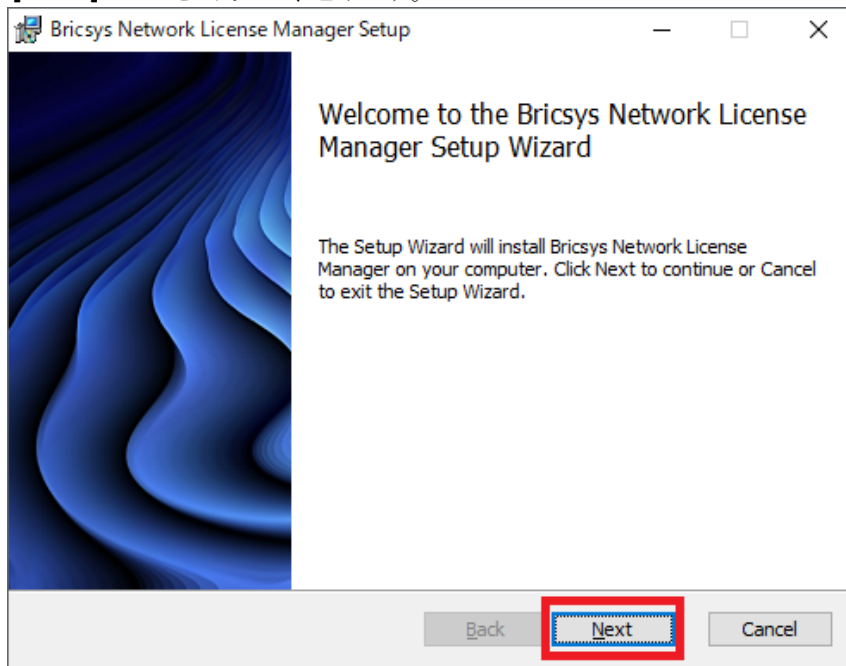 Bricsys Network License Manager Setup
Welcome to the Bricsys Network License
Manager Setup Wizard
The Setup Wizard will install Bricsys Network License
Manager on your computer. Click Next to continue or Cancel
to exit the Setup Wizard.
Back
Next
Cancel